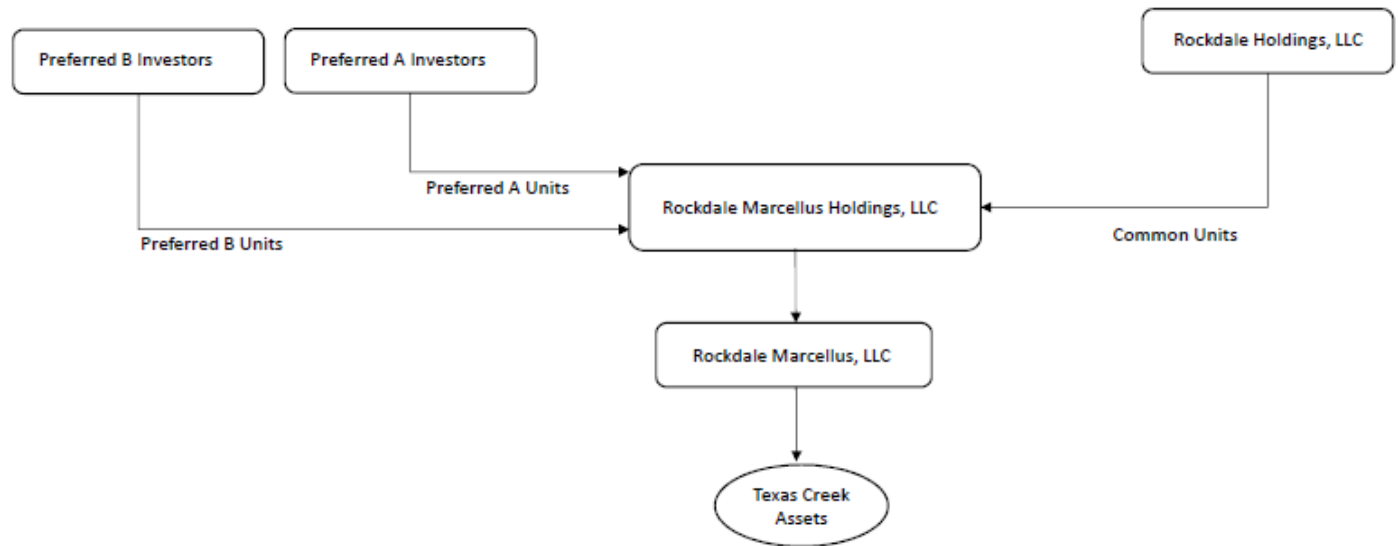 Preferred B Investors
Preferred A Investors
Rockdale Holdings, LLC
Preferred A Units
Rockdale Marcellus Holdings, LLC
Preferred B Units
Common Units
Rockdale Marcellus, LLC
Texas Creek
Assets